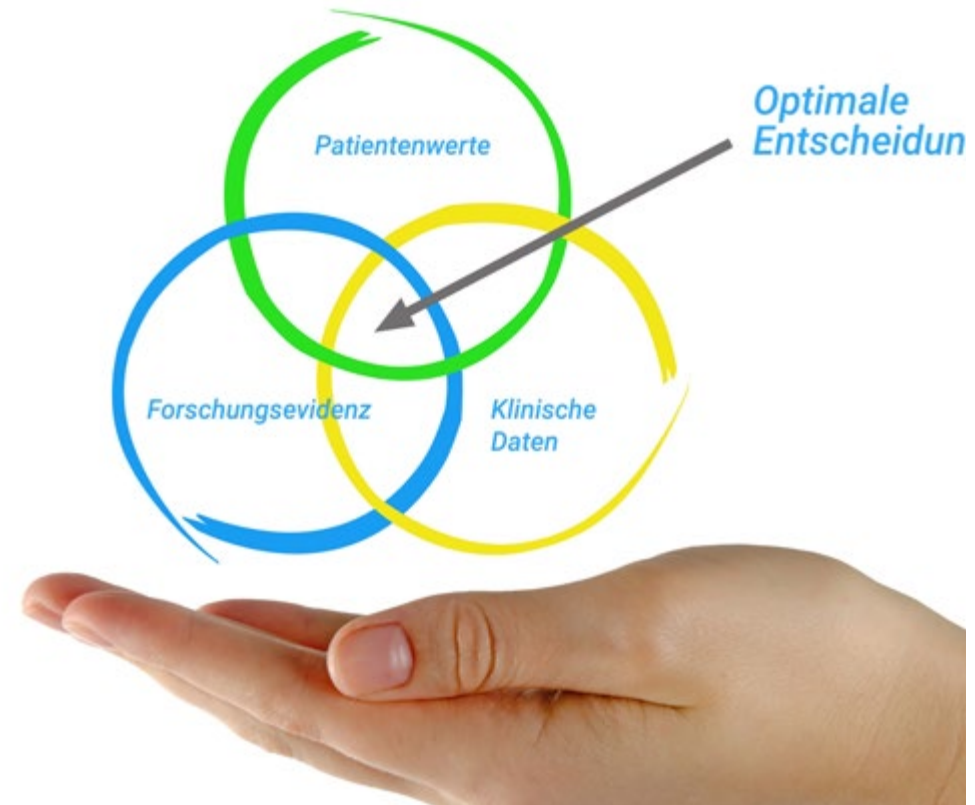 Patientenwerte
Optimale
Entscheidun
Forschungsevidenz
Klinische
Daten